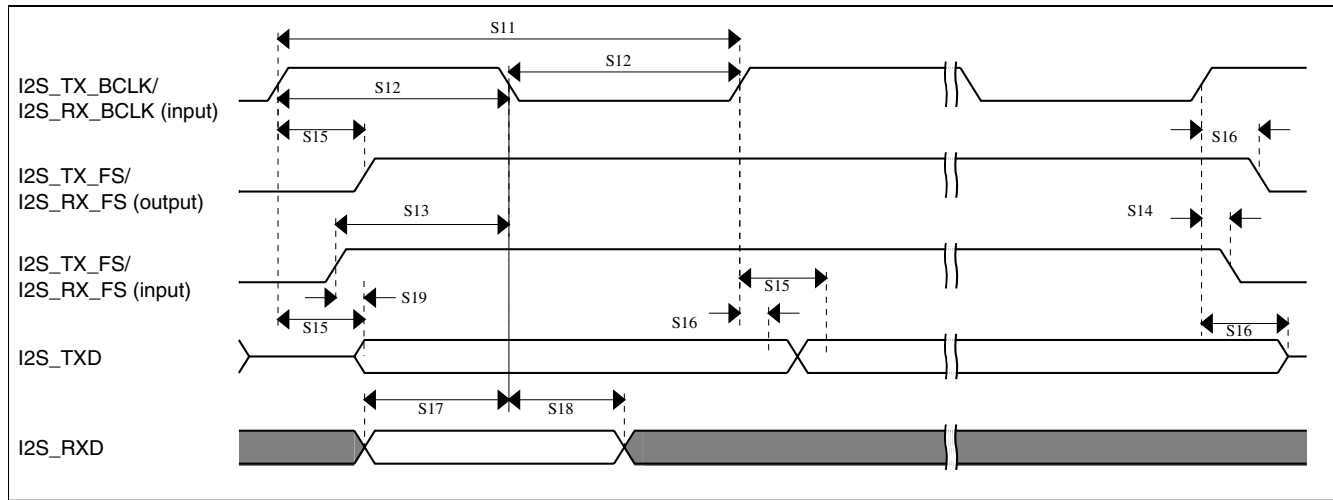 S11
I2S_TX_BCLK/
I2S_RX_BCLK (input)
S12
S12
S15
S16
I2S_TX_FS/
I2S_RX_FS (output)
S13
S14
I2S_TX_FS/
I2S_RX_FS (input)
S19
S15
S15
S16
S16
I2S_TXD
S17
S18
I2S_RXD